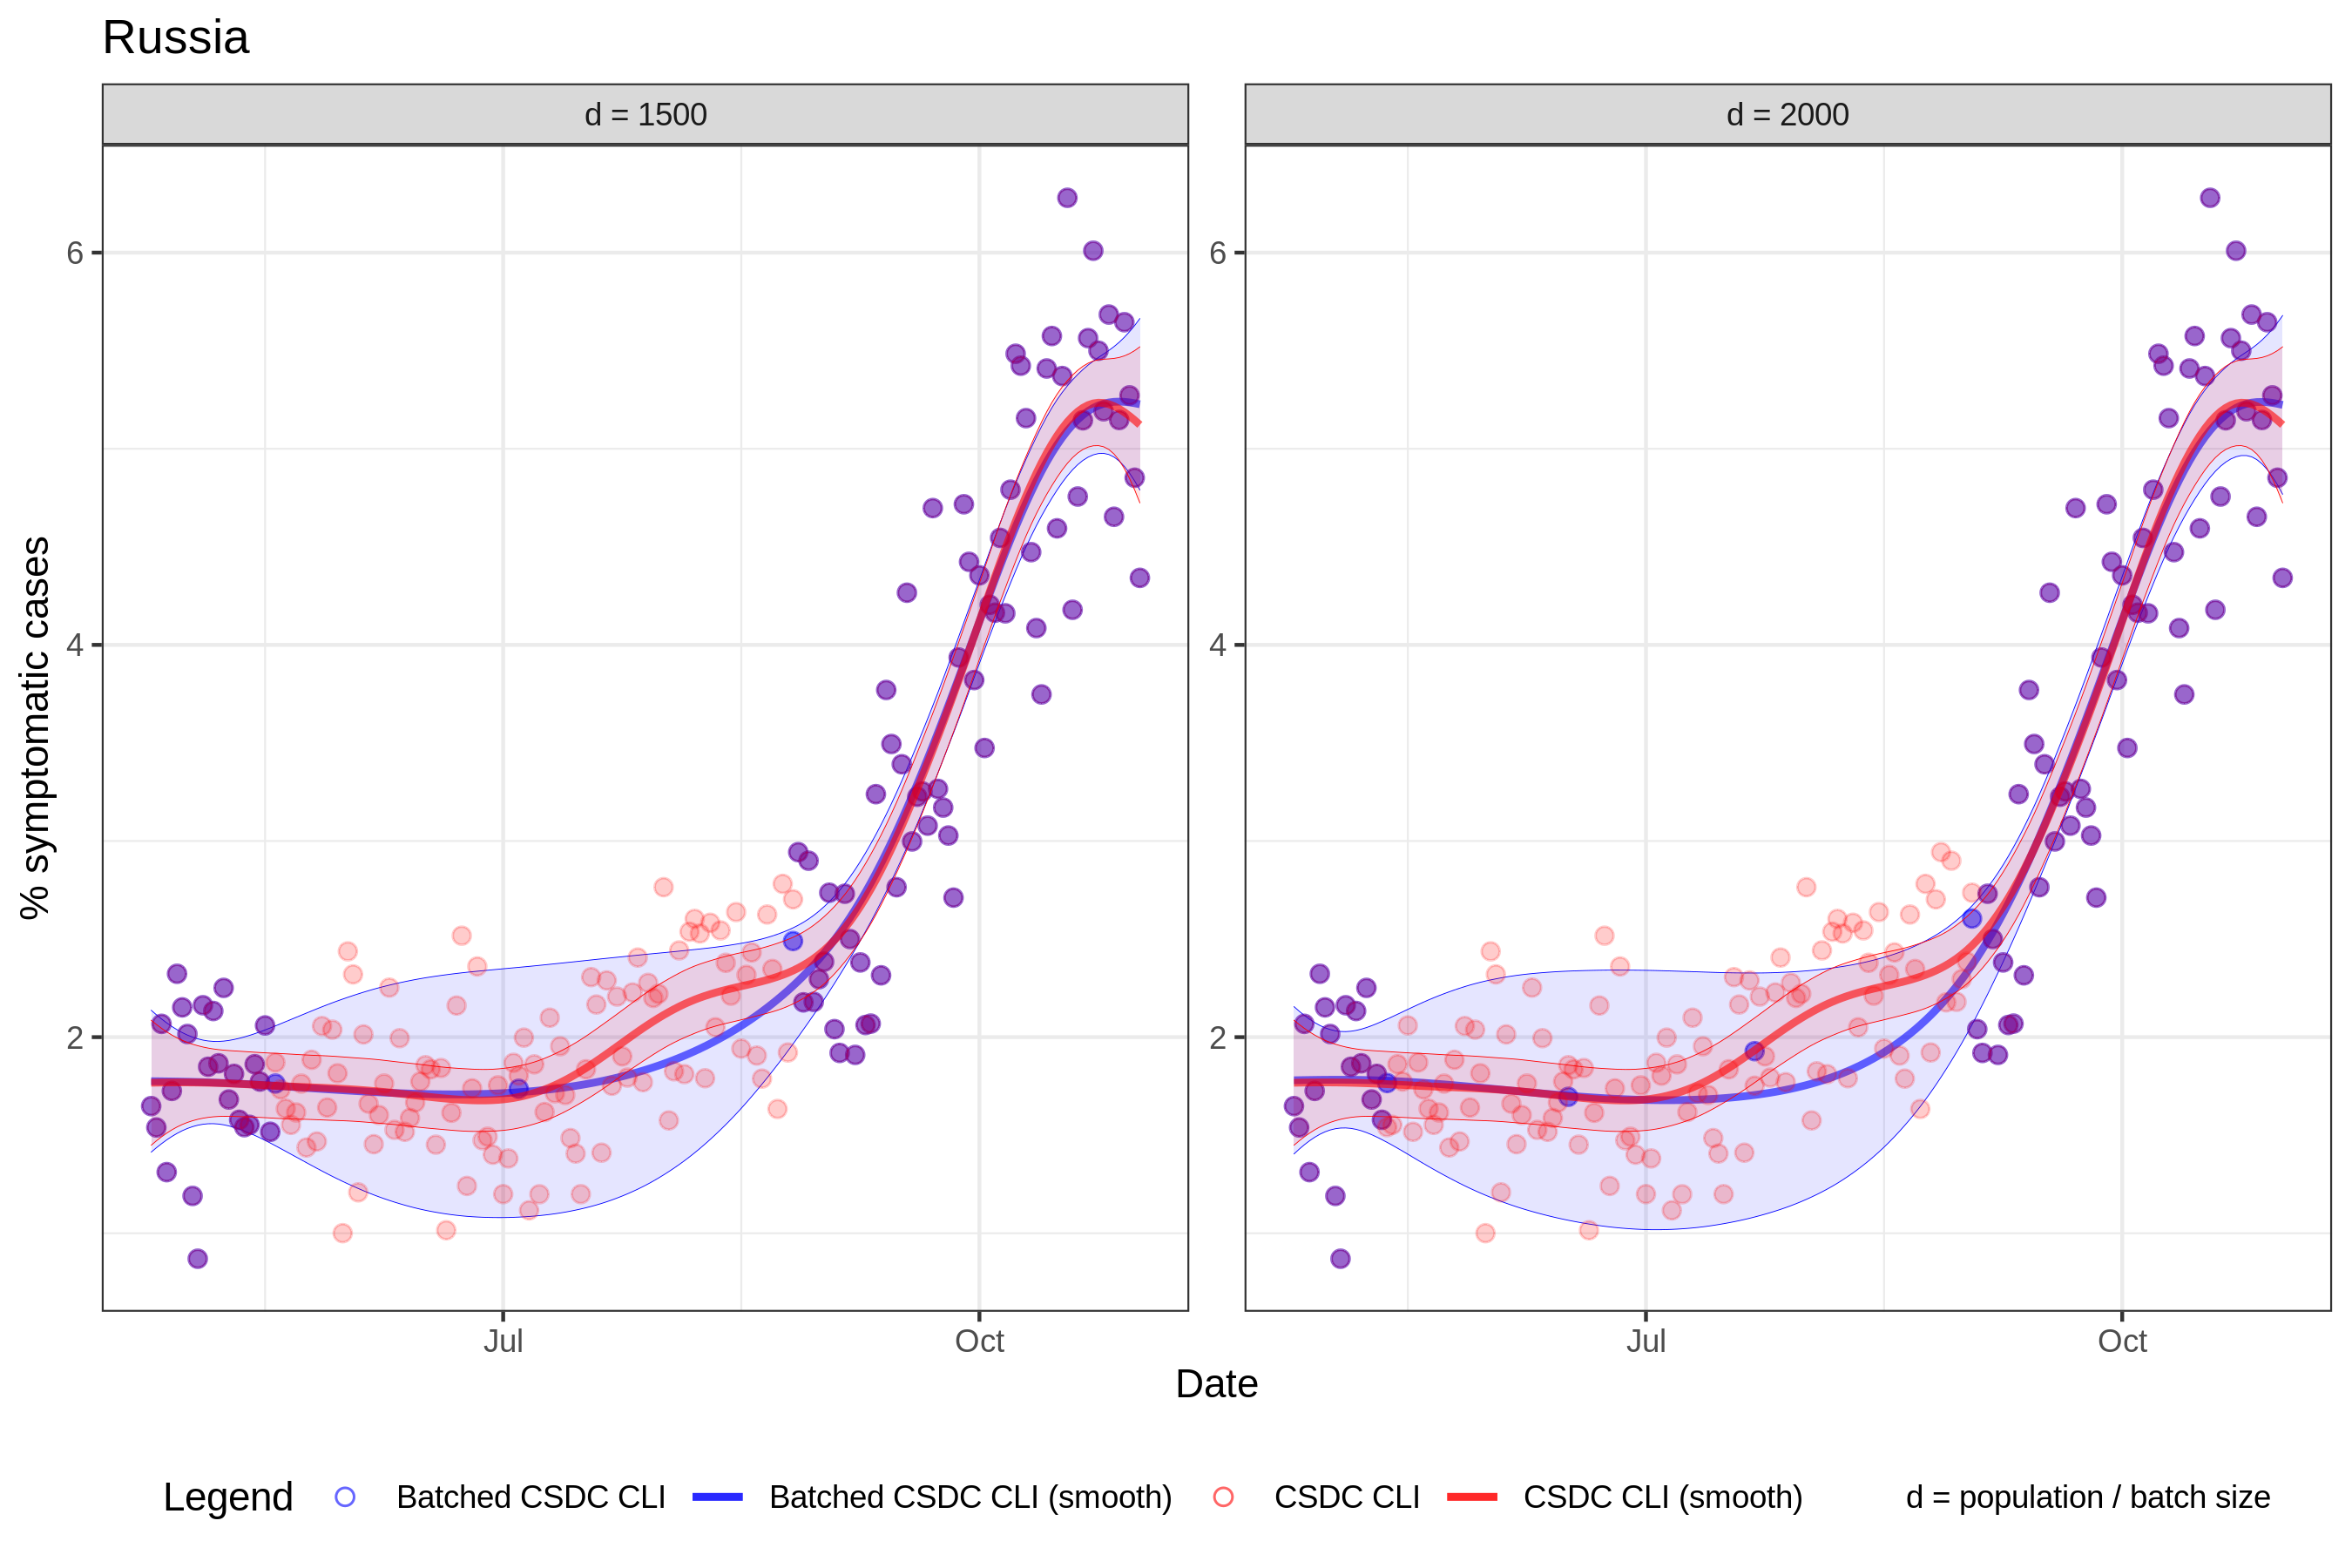 Russia
d = 1500
d = 2000
% symptomatic cases
6
4
2
6
4
2
Jul
Oct
Jul
Oct
Date
Legend
Batched CSDC CLI
Batched CSDC CLI (smooth)
CSDC CLI
CSDC CLI (smooth)
d = population / batch size